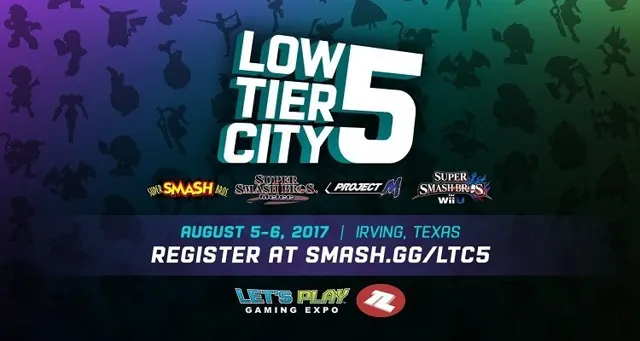 LOW
TIER
CITY 5
SUPER SMASH BROS.
SUPER
SMASH BROS.
Melee
PROJECT M
SUPER
SMASH BROS.
for
Wii U
AUGUST 5-6, 2017 | IRVING, TEXAS
REGISTER AT SMASH.GG/LTC5
LET'S PLAY
GAMING EXPO